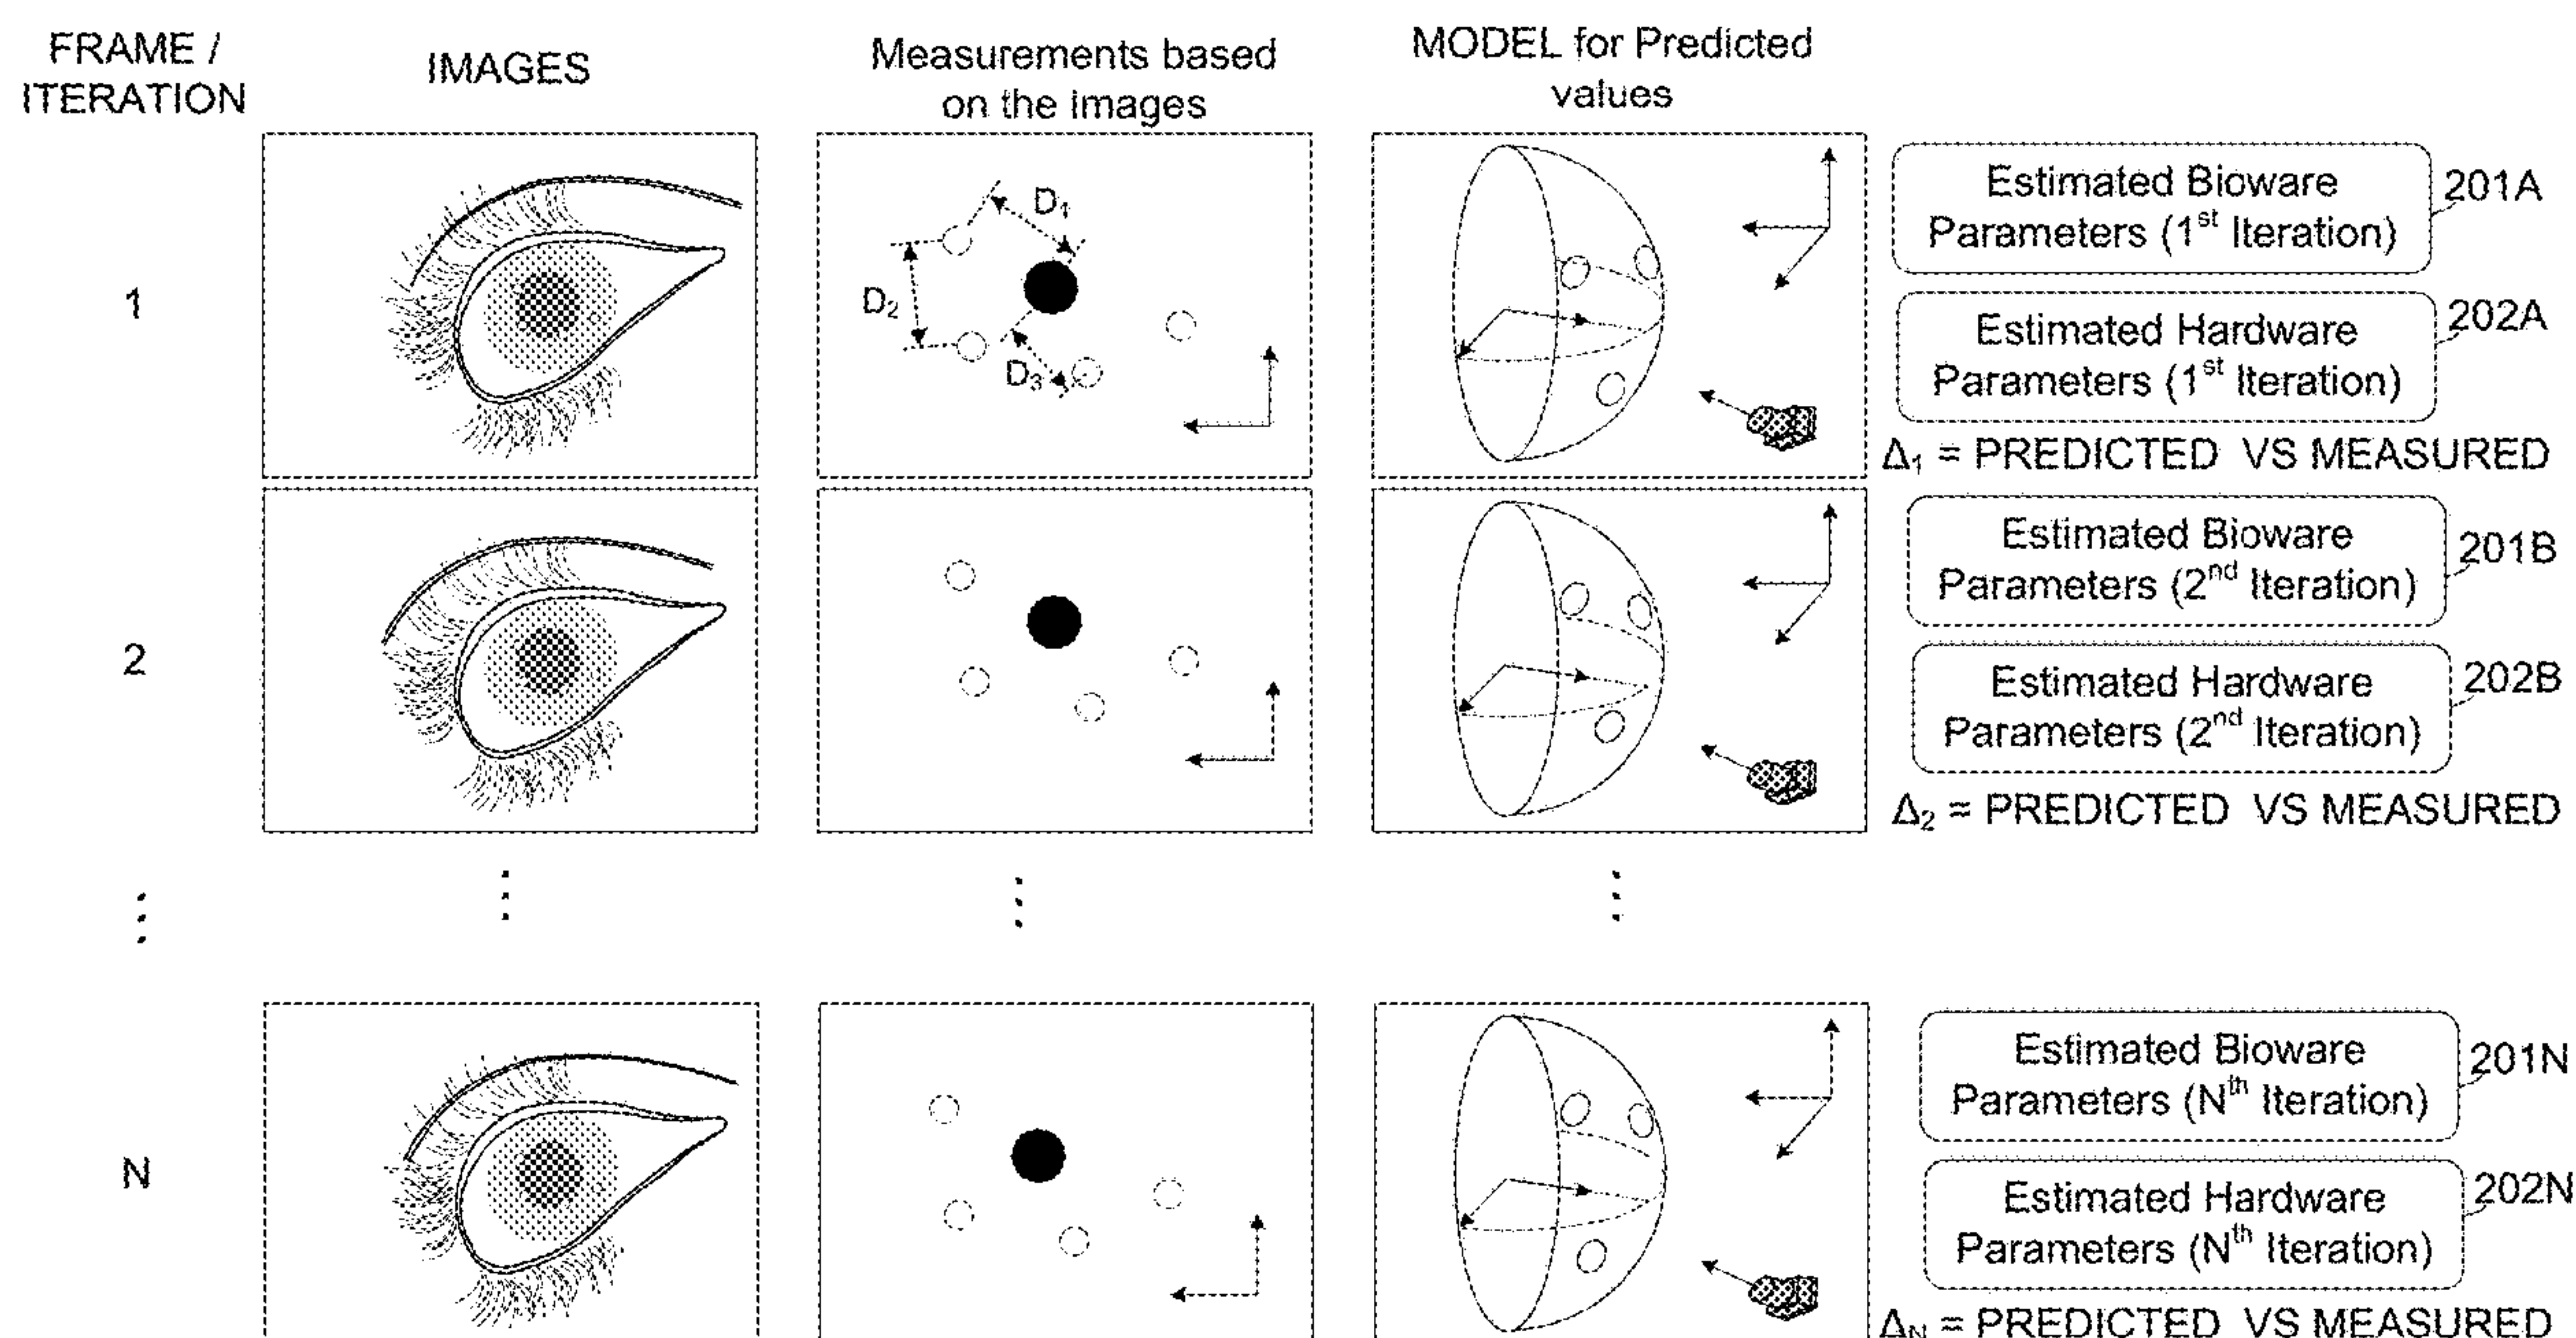 FRAME /
ITERATION
IMAGES
Measurements based
on the images
MODEL for Predicted
values
1
D₁
D₂
D₃
Estimated Bioware
Parameters (1st Iteration)
201A
Estimated Hardware
Parameters (1st Iteration)
202A
Δ₁ = PREDICTED VS MEASURED
2
Estimated Bioware
Parameters (2nd Iteration)
201B
Estimated Hardware
Parameters (2nd Iteration)
202B
Δ₂ = PREDICTED VS MEASURED
N
Estimated Bioware
Parameters (Nth Iteration)
201N
Estimated Hardware
Parameters (Nth Iteration)
202N
ΔN = PREDICTED VS MEASURED